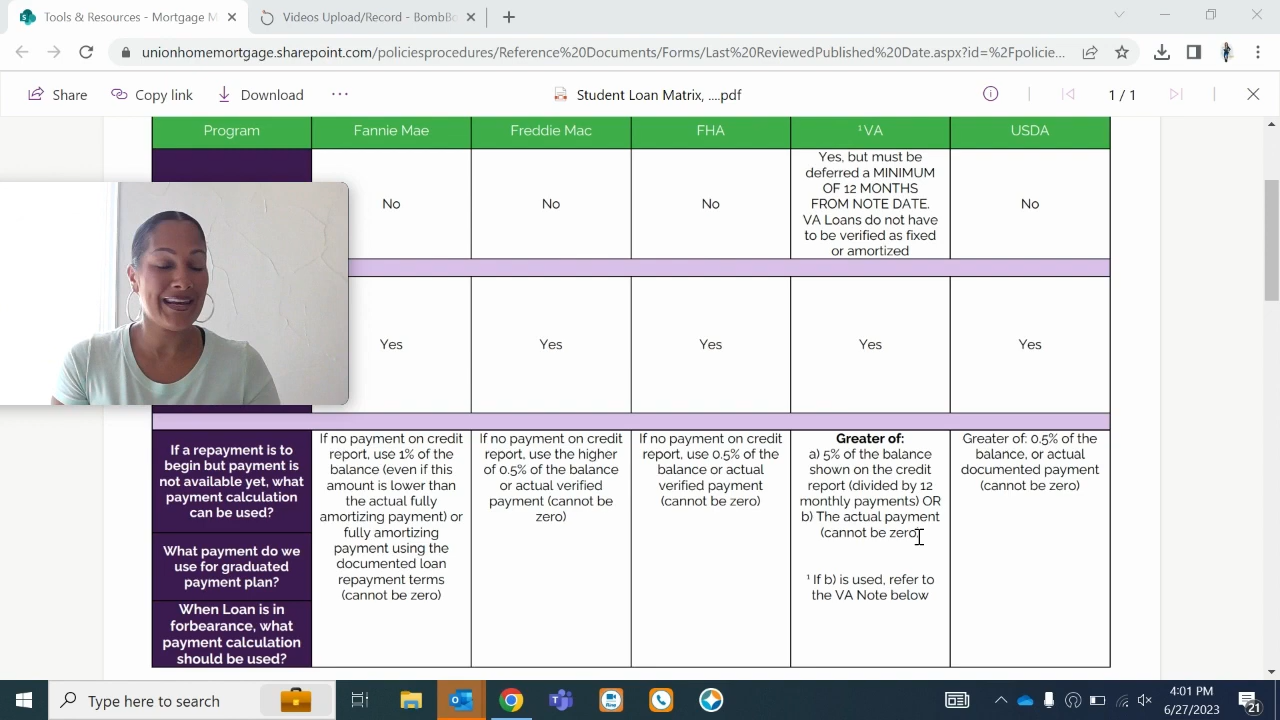 Tools & Resources - Mortgage M
Videos Upload/Record - BombBo
unionhomemortgage.sharepoint.com/policiesprocedures/Reference%20Documents/Forms/Last%20ReviewedPublished%20Date.aspx?id=%2Fpolicie...
Share
Copy link
Download
...
Student Loan Matrix, ....pdf
1 / 1
Program
Fannie Mae
Freddie Mac
FHA
¹ VA
USDA
No
No
No
Yes, but must be
deferred a MINIMUM
OF 12 MONTHS
FROM NOTE DATE.
VA Loans do not have
to be verified as fixed
or amortized
No
Yes
Yes
Yes
Yes
Yes
If a repayment is to
begin but payment is
not available yet, what
payment calculation
can be used?
What payment do we
use for graduated
payment plan?
When Loan is in
forbearance, what
payment calculation
should be used?
If no payment on credit
report, use 1% of the
balance (even if this
amount is lower than
the actual fully
amortizing payment) or
fully amortizing
payment using the
documented loan
repayment terms
(cannot be zero)
If no payment on credit
report, use the higher
of 0.5% of the balance
or actual verified
payment (cannot be
zero)
If no payment on credit
report, use 0.5% of the
balance or actual
verified payment
(cannot be zero)
Greater of:
a) 5% of the balance
shown on the credit
report (divided by 12
monthly payments) OR
b) The actual payment
(cannot be zero)
¹ If b) is used, refer to
the VA Note below
Greater of: 0.5% of the
balance, or actual
documented payment
(cannot be zero)
Type here to search
4:01 PM
6/27/2023
21